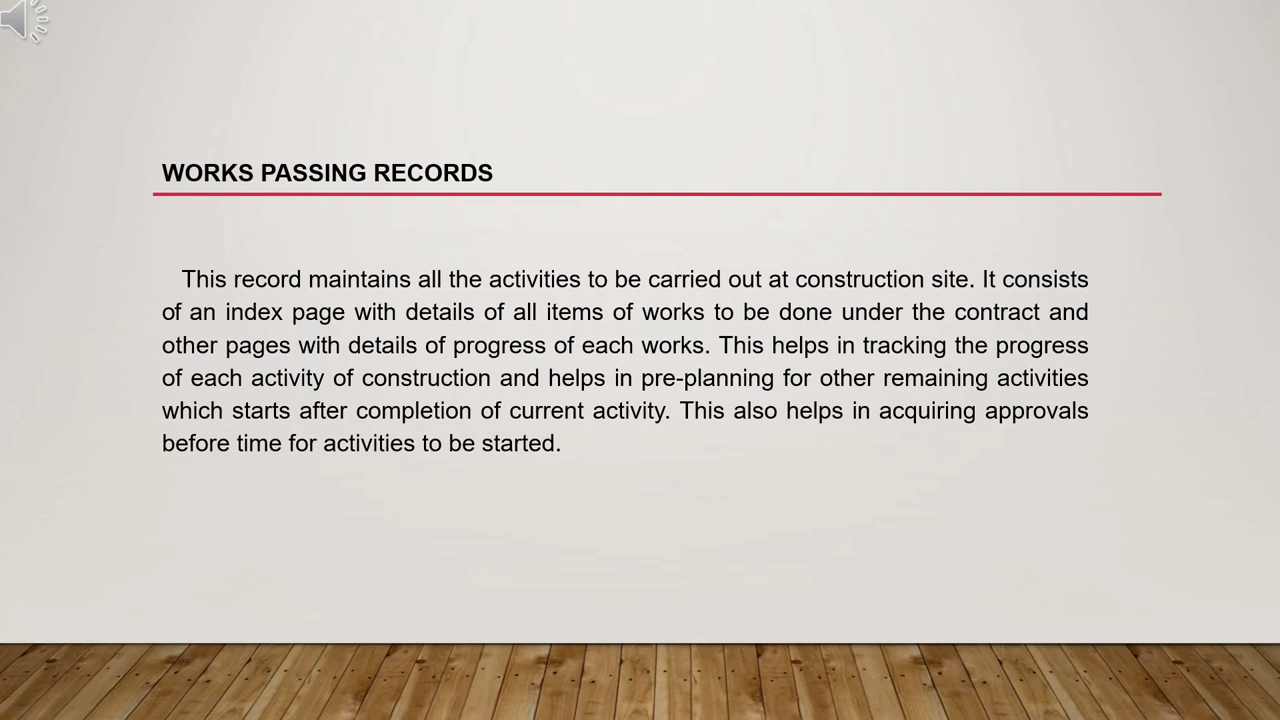 WORKS PASSING RECORDS
This record maintains all the activities to be carried out at construction site. It consists
of an index page with details of all items of works to be done under the contract and
other pages with details of progress of each works. This helps in tracking the progress
of each activity of construction and helps in pre-planning for other remaining activities
which starts after completion of current activity. This also helps in acquiring approvals
before time for activities to be started.